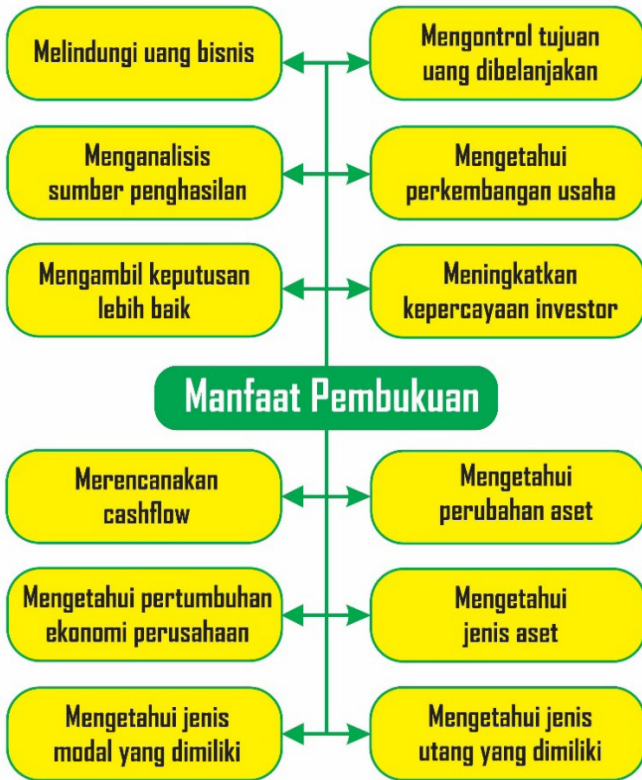 Melindungi uang bisnis
Mengontrol tujuan
uang dibelanjakan
Menganalisis
sumber penghasilan
Mengetahui
perkembangan usaha
Mengambil keputusan
lebih baik
Meningkatkan
kepercayaan investor
Manfaat Pembukuan
Merencanakan
cashflow
Mengetahui
perubahan aset
Mengetahui pertumbuhan
ekonomi perusahaan
Mengetahui
jenis aset
Mengetahui jenis
modal yang dimiliki
Mengetahui jenis
utang yang dimiliki